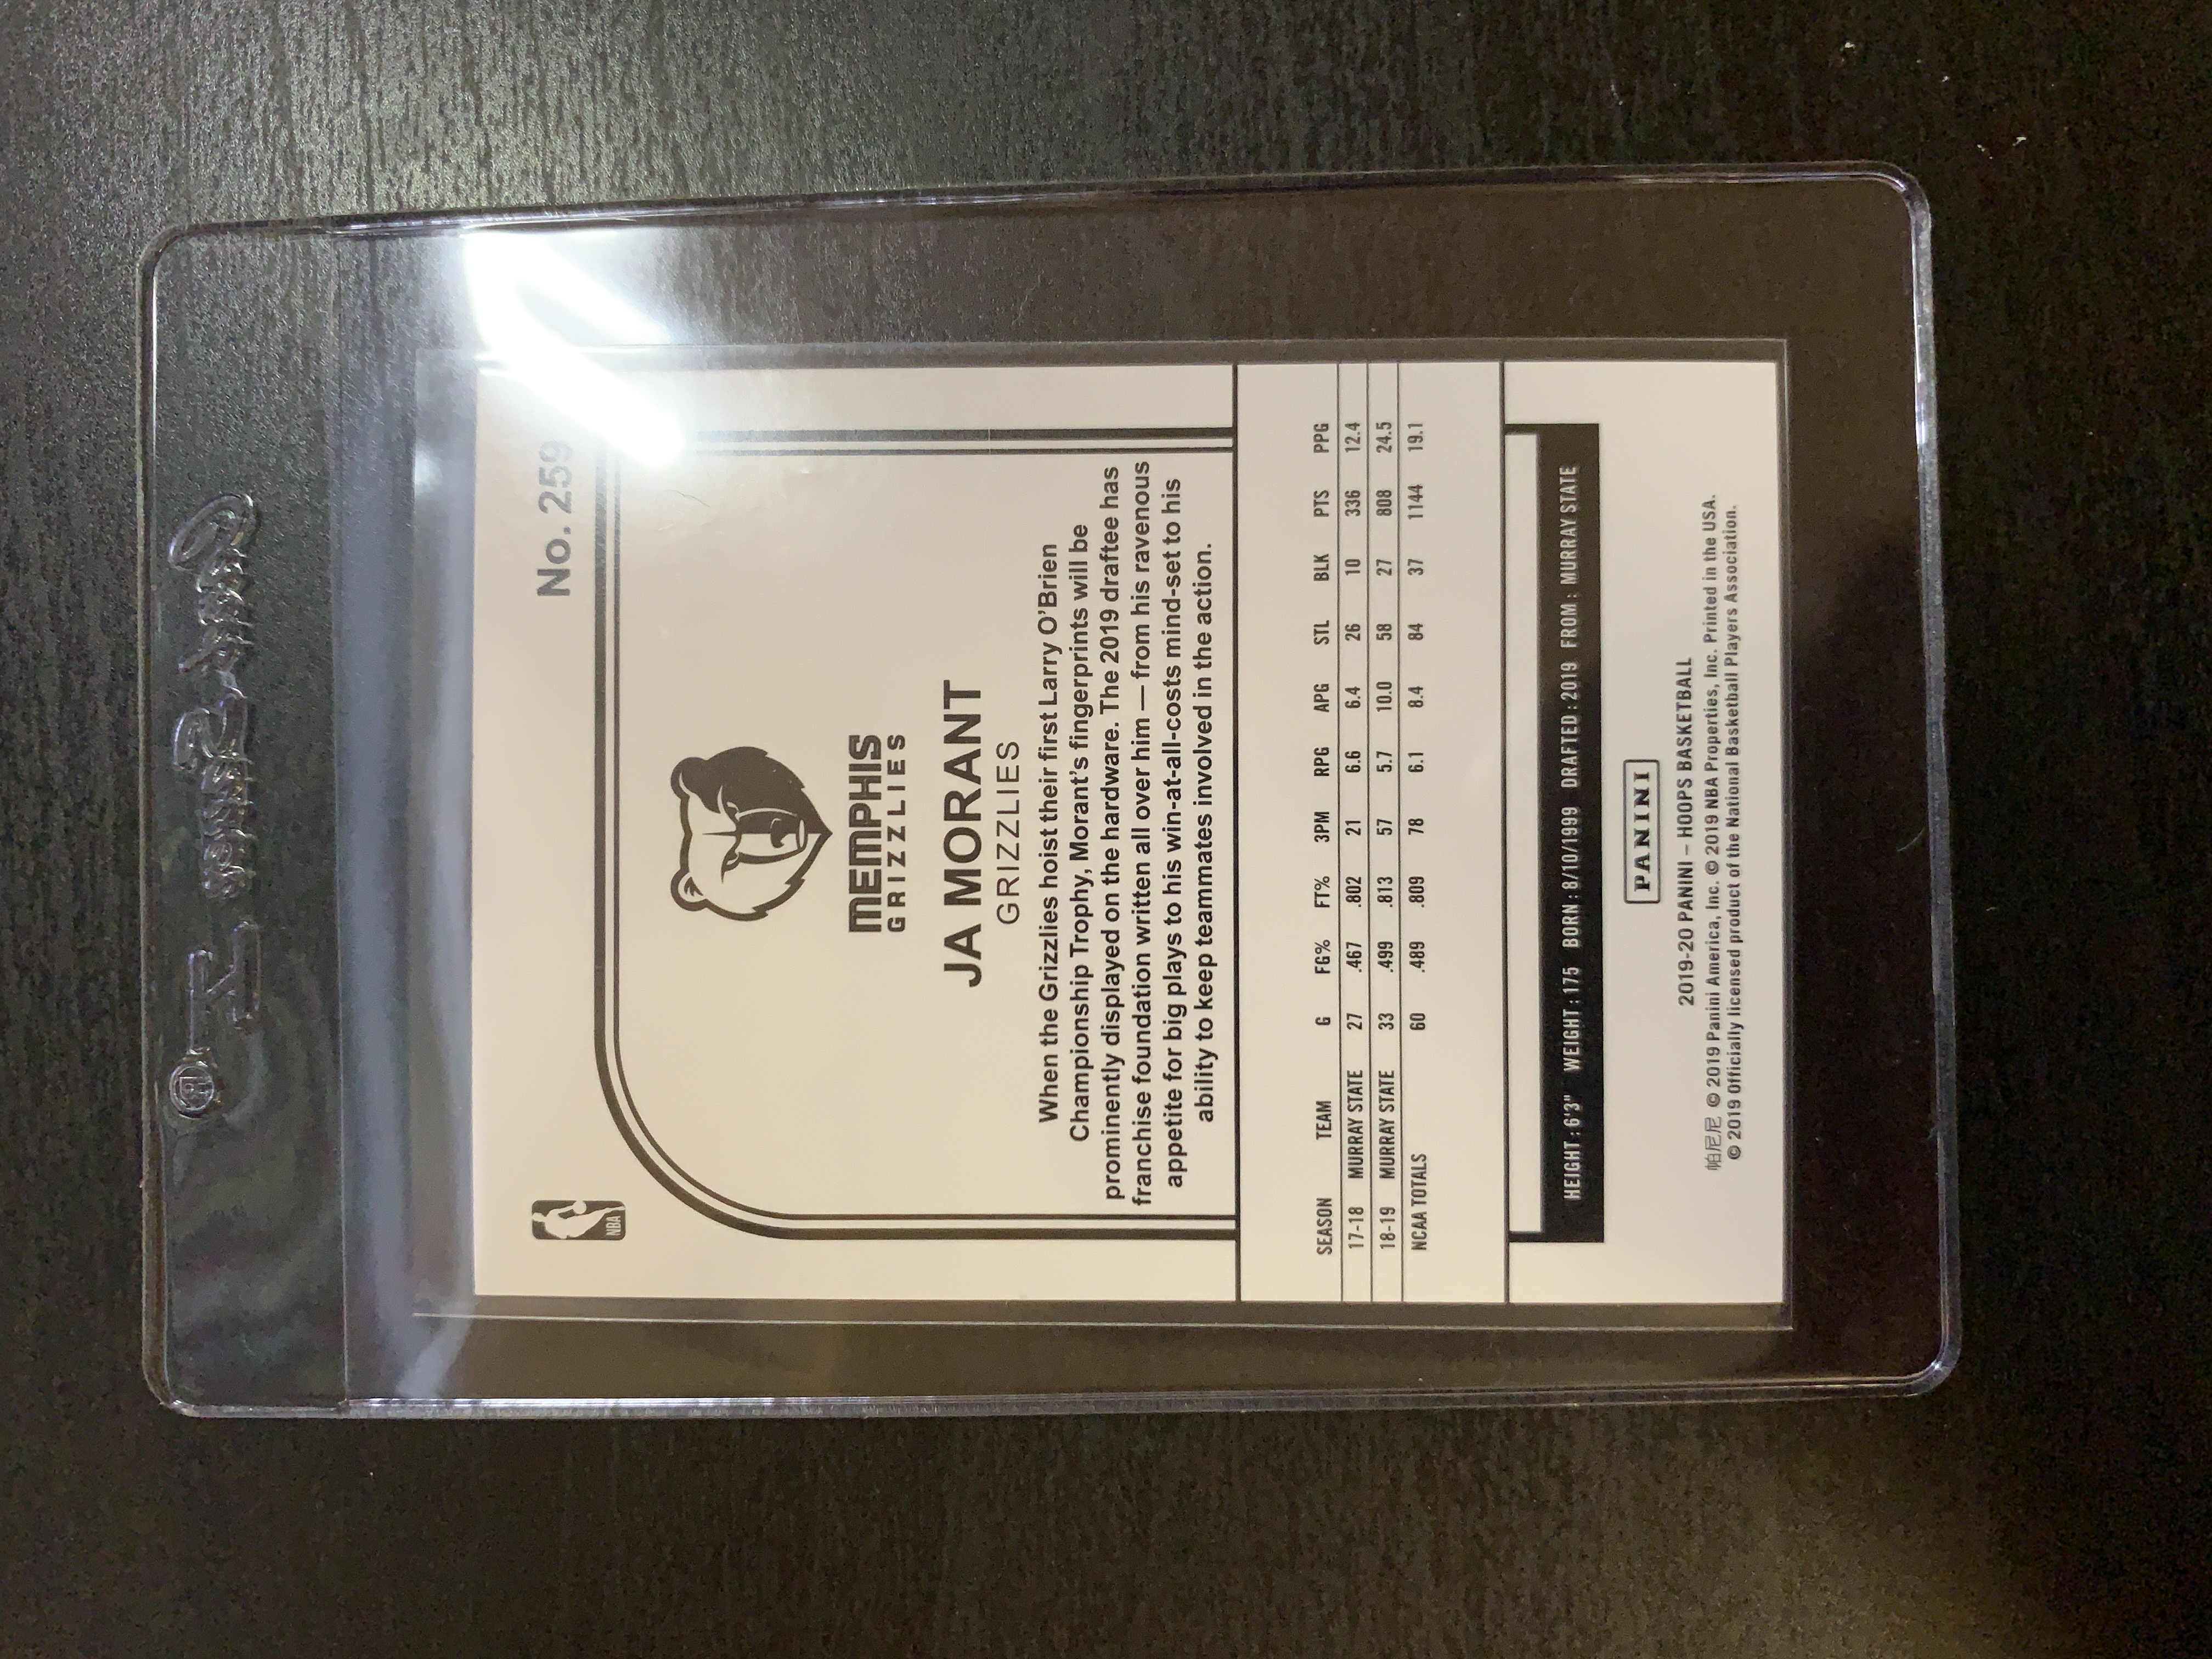 Card Saver I ®
No. 259
NBA
MEMPHIS
GRIZZLIES
JA MORANT
GRIZZLIES
When the Grizzlies hoist their first Larry O'Brien
Championship Trophy, Morant's fingerprints will be
prominently displayed on the hardware. The 2019 draftee has
franchise foundation written all over him — from his ravenous
appetite for big plays to his win-at-all-costs mind-set to his
ability to keep teammates involved in the action.
SEASON TEAM G FG% FT% 3PM RPG APG STL BLK PTS PPG
17-18 MURRAY STATE 27 .467 .802 21 6.6 6.4 26 10 336 12.4
18-19 MURRAY STATE 33 .499 .813 57 5.7 10.0 58 27 808 24.5
NCAA TOTALS 60 .489 .809 78 6.1 8.4 84 37 1144 19.1
HEIGHT: 6'3" WEIGHT: 175 BORN: 8/10/1999 DRAFTED: 2019 FROM: MURRAY STATE
PANINI
2019-20 PANINI – HOOPS BASKETBALL
帕尼尼 © 2019 Panini America, Inc. © 2019 NBA Properties, Inc. Printed in the USA.
© 2019 Officially licensed product of the National Basketball Players Association.